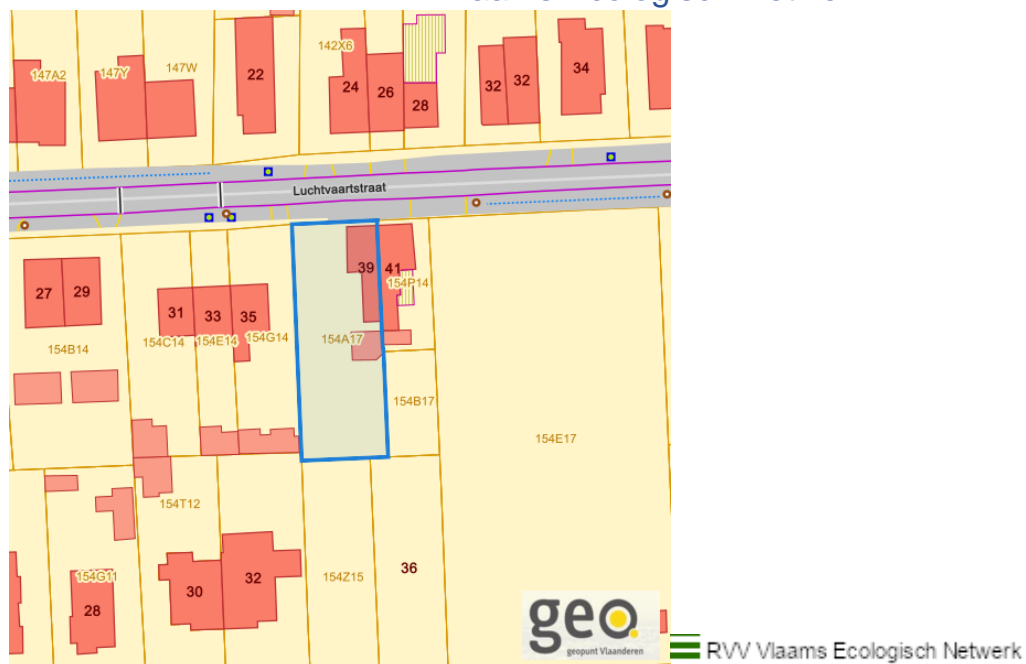 142X6
147A2 147Y 147W 22 24 26 28 32 32 34
Luchtvaartstraat
27 29 31 33 35 39 41
154P14
154B14 154C14 154E14 154G14 154A17
154B17
154E17
154T12
154G11 28 30 32 154Z15 36
geo
geopunt Vlaanderen
RVV Vlaams Ecologisch Netwerk